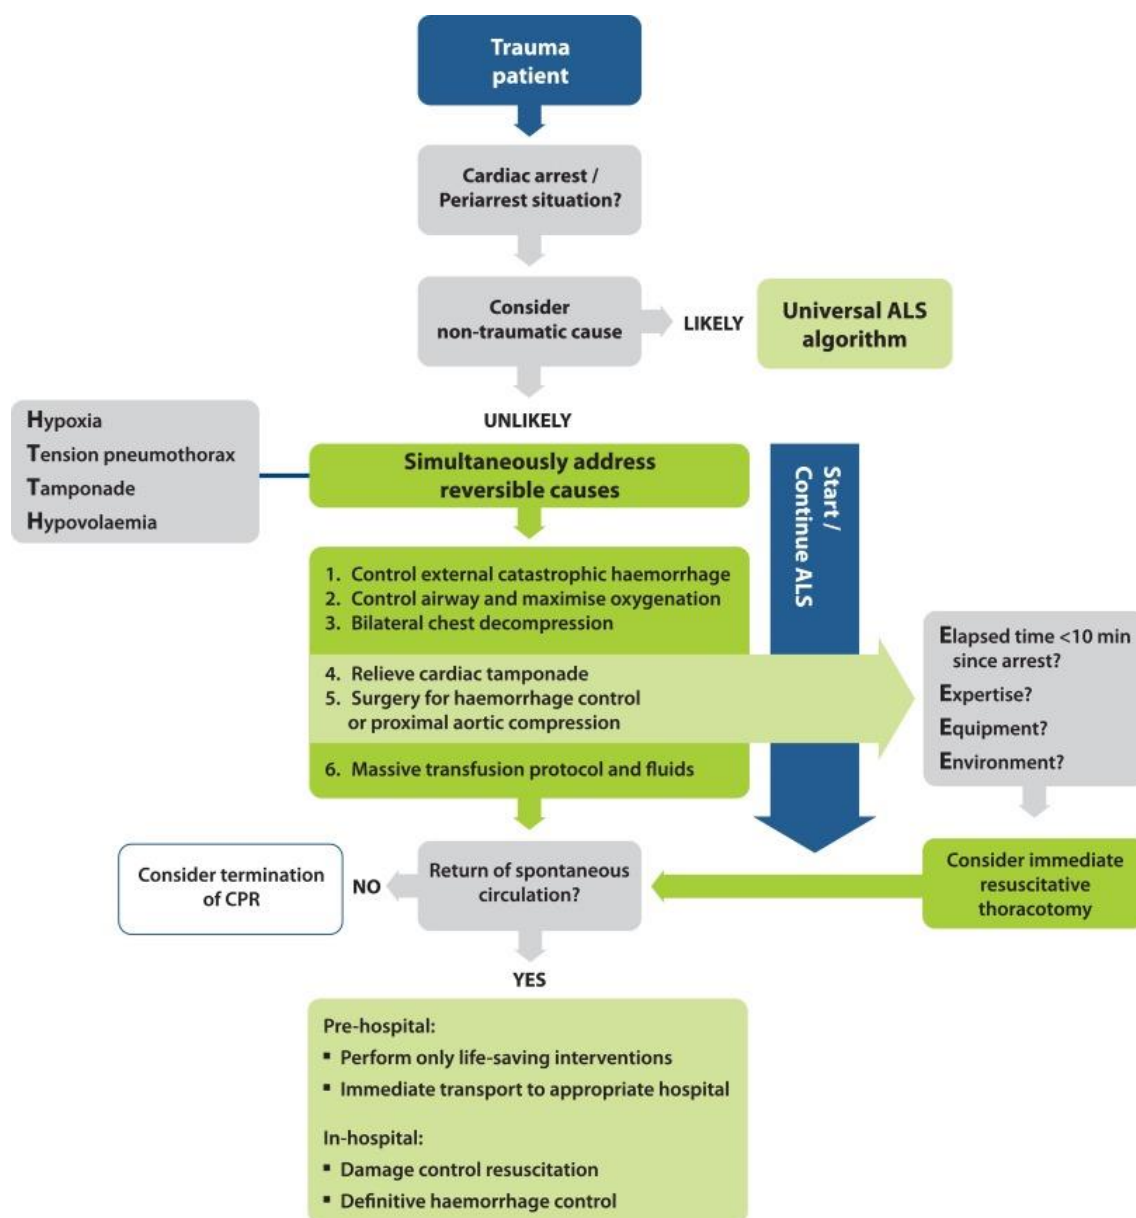 Trauma
patient
Cardiac arrest /
Periarrest situation?
Consider
non-traumatic cause
LIKELY
Universal ALS
algorithm
UNLIKELY
Hypoxia
Tension pneumothorax
Tamponade
Hypovolaemia
Simultaneously address
reversible causes
Start /
Continue ALS
1. Control external catastrophic haemorrhage
2. Control airway and maximise oxygenation
3. Bilateral chest decompression
4. Relieve cardiac tamponade
5. Surgery for haemorrhage control
or proximal aortic compression
6. Massive transfusion protocol and fluids
Elapsed time <10 min
since arrest?
Expertise?
Equipment?
Environment?
Consider immediate
resuscitative
thoracotomy
Return of spontaneous
circulation?
NO
Consider termination
of CPR
YES
Pre-hospital:
▪ Perform only life-saving interventions
▪ Immediate transport to appropriate hospital
In-hospital:
▪ Damage control resuscitation
▪ Definitive haemorrhage control